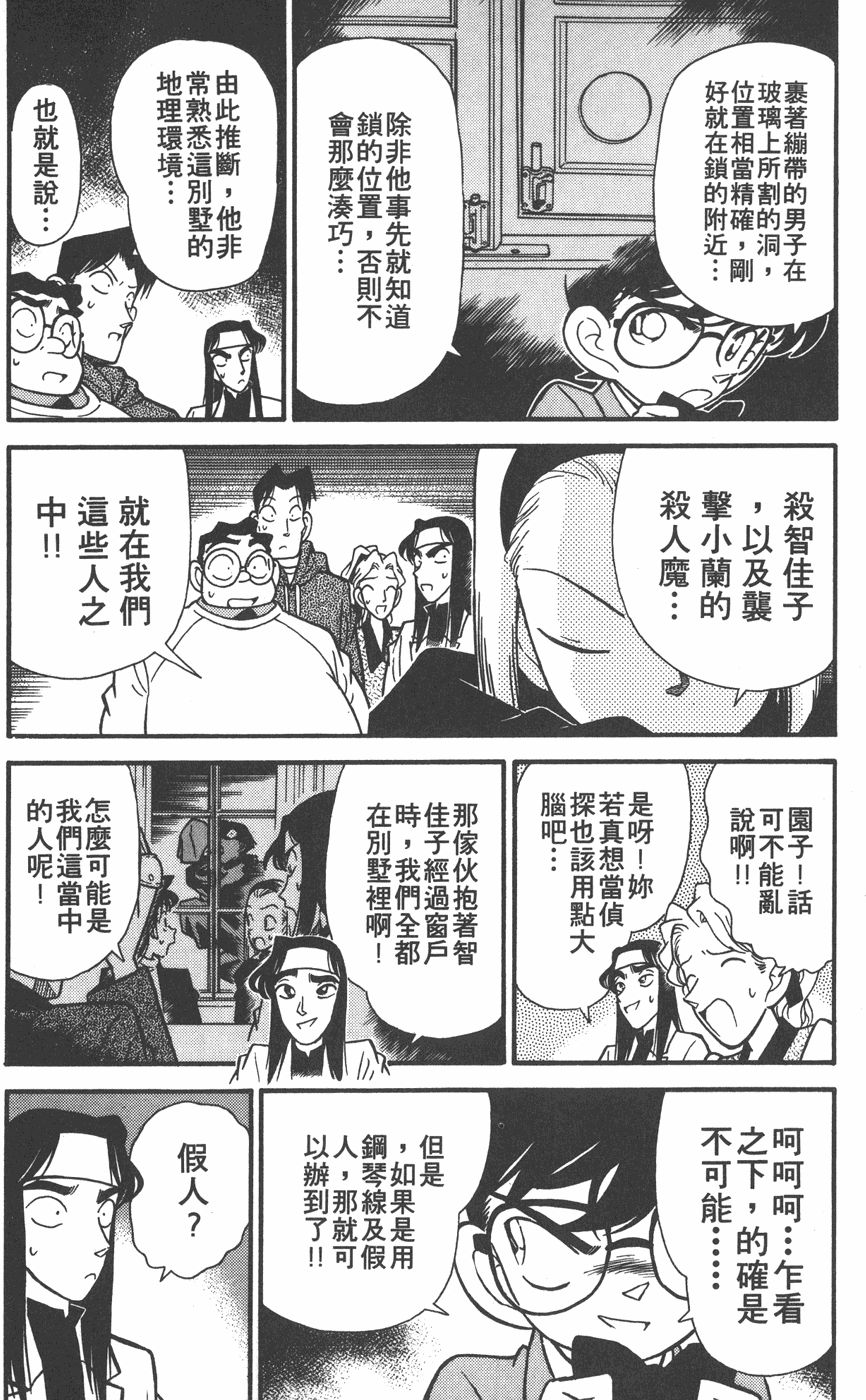 裹著繃帶的男子在
玻璃上所割的洞，
位置相當精確，剛
好就在鎖的附近…
除非他事先就知道
鎖的位置，否則不
會那麼湊巧…
由此推斷，他非
常熟悉這別墅的
地理環境…
也就是說…
殺智佳子
，以及襲
擊小蘭的
殺人魔…
就在我們
這些人之
中!!
園子！話
可不能亂
說啊!!
是呀！妳
若真想當偵
探也該用點大
腦吧…
那傢伙抱著智
佳子經過窗戶
時，我們全都
在別墅裡啊！
怎麼可能是
我們這當中
的人呢！
呵呵呵…乍看
之下，的確是
不可能……
但是
，如果是用
鋼琴線及假
人，那就可
以辦到了!!
假人？